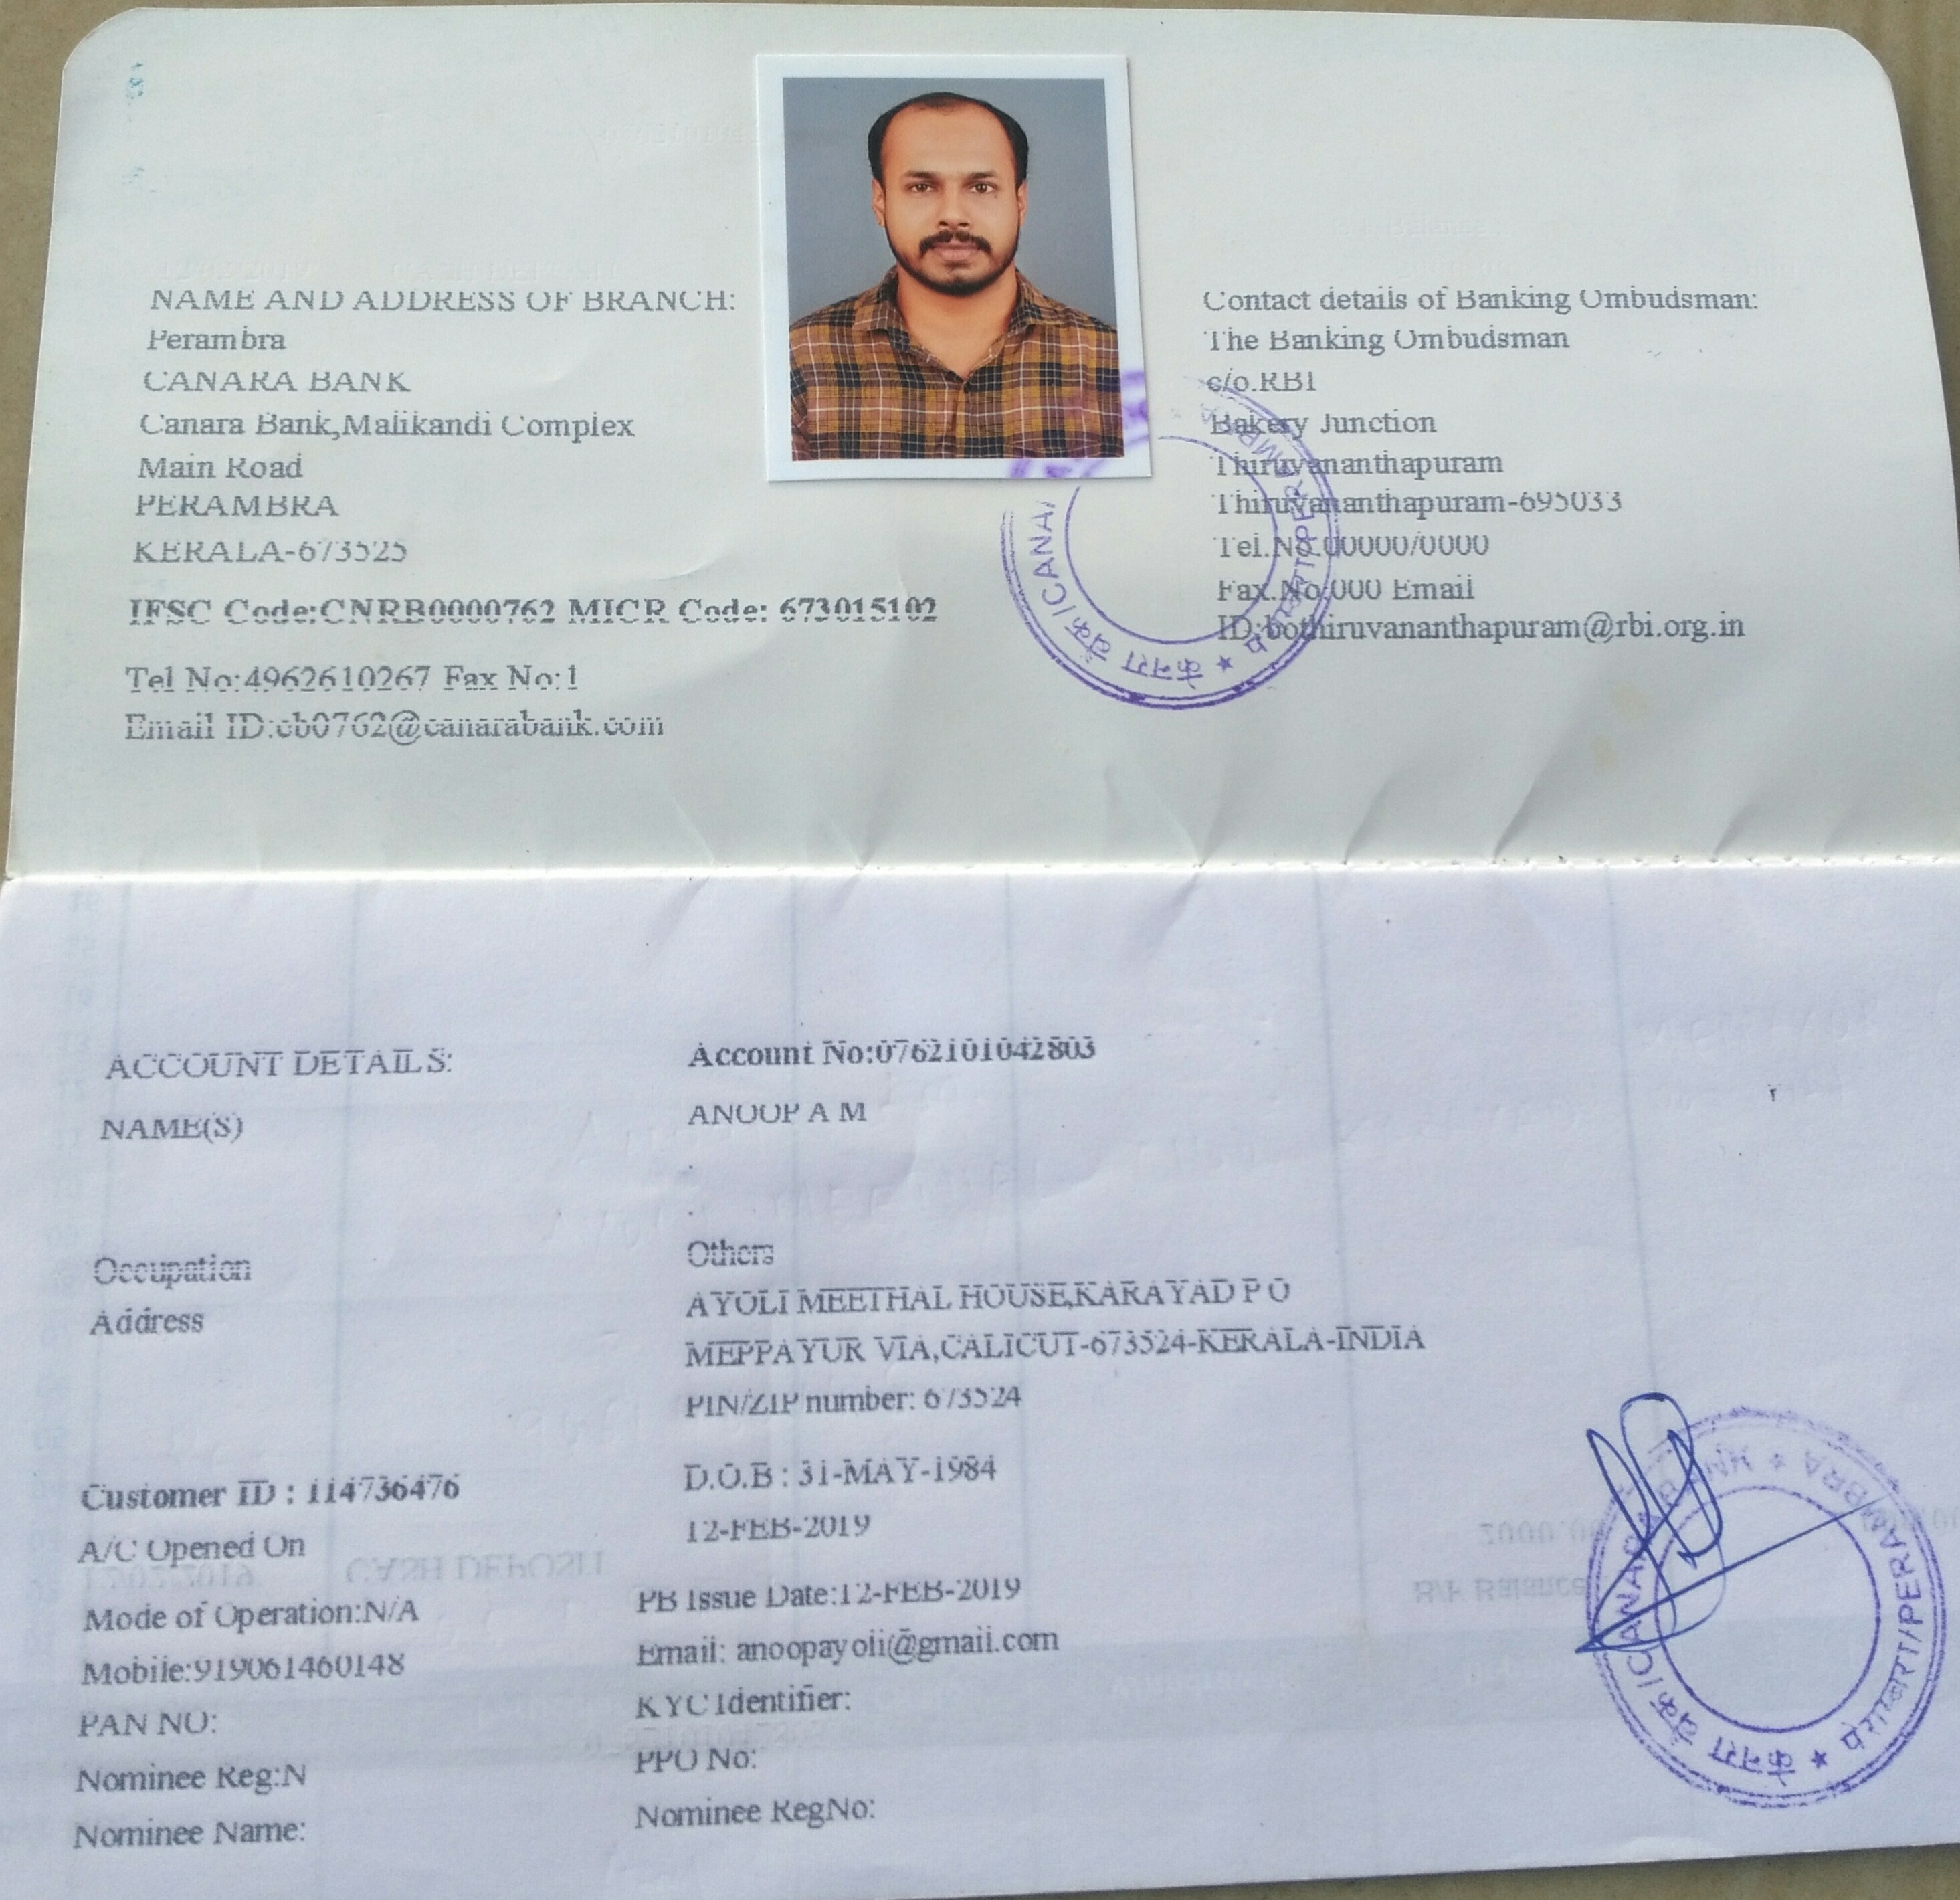 NAME AND ADDRESS OF BRANCH:
Perambra
CANARA BANK
Canara Bank,Malikandi Complex
Main Road
PERAMBRA
KERALA-673525
IFSC Code:CNRB0000762 MICR Code: 673015102
Tel No:4962610267 Fax No:1
Email ID:cb0762@canarabank.com
Contact details of Banking Ombudsman:
The Banking Ombudsman
c/o.RBI
Bakery Junction
Thiruvananthapuram
Thiruvananthapuram-695033
Tel.No.00000/0000
Fax.No:000 Email
ID:bothiruvananthapuram@rbi.org.in
केनरा बैंक/CANA
ACCOUNT DETAILS:
Account No:0762101042803
NAME(S)
ANOOP A M
.
.
Occupation
Others
Address
AYOLI MEETHAL HOUSE,KARAYAD P O
MEPPAYUR VIA,CALICUT-673524-KERALA-INDIA
PIN/ZIP number: 673524
Customer ID : 114736476
D.O.B : 31-MAY-1984
A/C Opened On
12-FEB-2019
Mode of Operation:N/A
PB Issue Date:12-FEB-2019
Mobile:919061460148
Email: anoopayoli@gmail.com
PAN NO:
KYC Identifier:
Nominee Reg:N
PPO No:
Nominee Name:
Nominee RegNo:
केनरा बैंक/CANARA BANK ★ पेराम्बरा/PERAMBRA ★